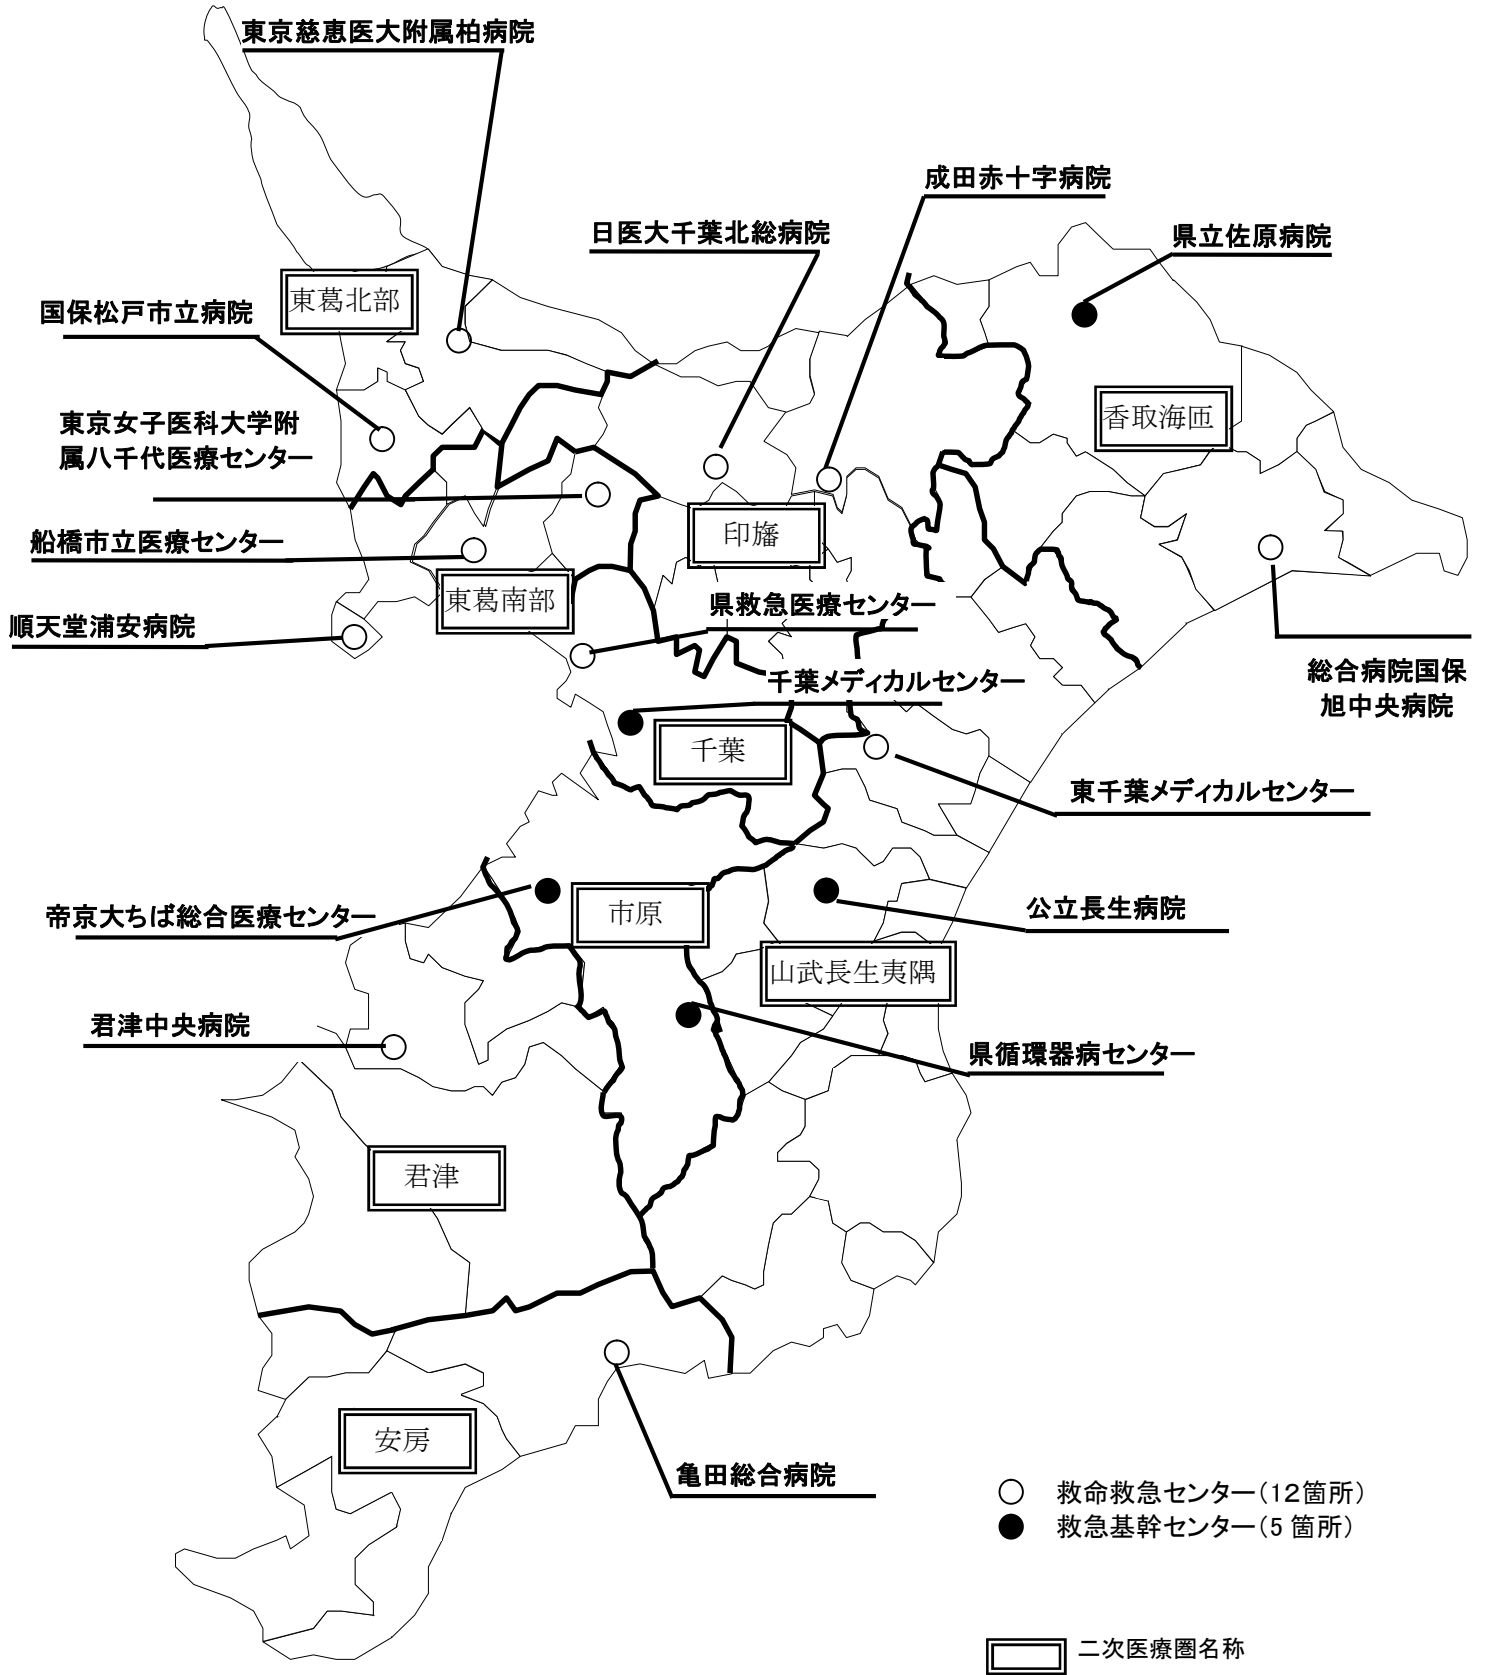 東京慈恵医大附属柏病院
成田赤十字病院
日医大千葉北総病院
県立佐原病院
東葛北部
国保松戸市立病院
香取海匝
東京女子医科大学附
属八千代医療センター
印旛
船橋市立医療センター
東葛南部
県救急医療センター
順天堂浦安病院
総合病院国保
旭中央病院
千葉メディカルセンター
千葉
東千葉メディカルセンター
帝京大ちば総合医療センター
市原
公立長生病院
山武長生夷隅
君津中央病院
県循環器病センター
君津
安房
亀田総合病院
救命救急センター（12箇所）
救急基幹センター（5 箇所）
二次医療圏名称